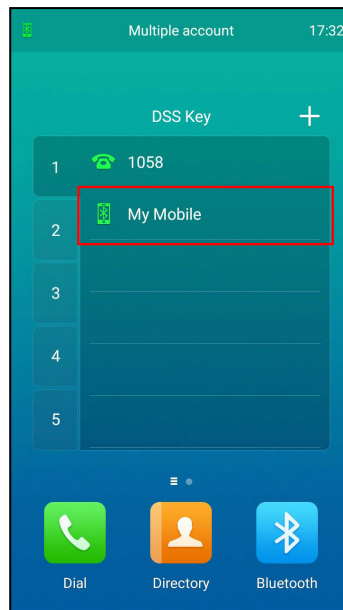 Multiple account 17:32
DSS Key
1 1058
2 My Mobile
3
4
5
Dial Directory Bluetooth